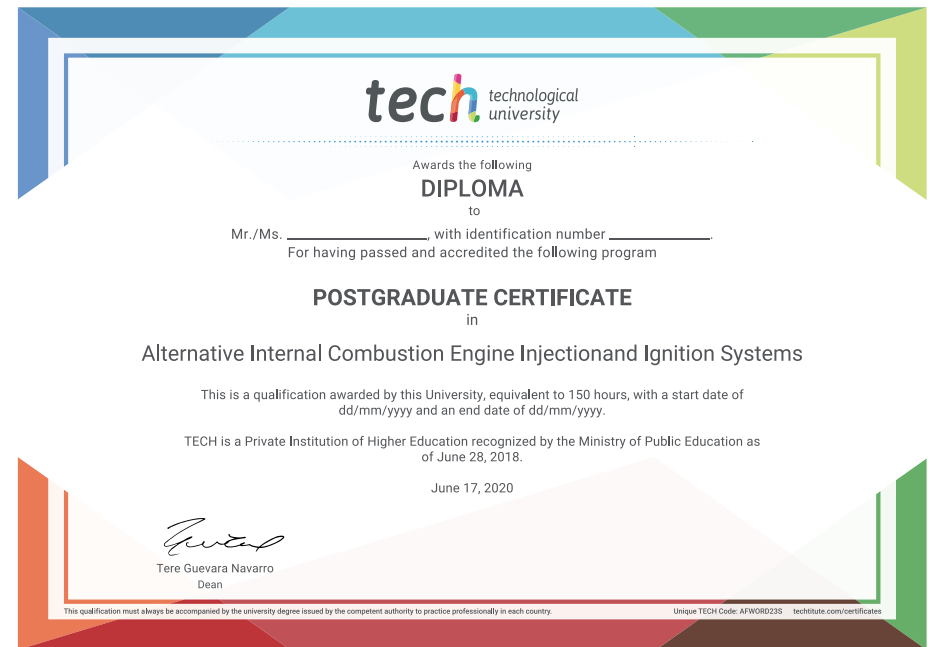 tech technological
university
Awards the following
DIPLOMA
to
Mr./Ms. ____________________, with identification number ______________.
For having passed and accredited the following program
POSTGRADUATE CERTIFICATE
in
Alternative Internal Combustion Engine Injectionand Ignition Systems
This is a qualification awarded by this University, equivalent to 150 hours, with a start date of
dd/mm/yyyy and an end date of dd/mm/yyyy.
TECH is a Private Institution of Higher Education recognized by the Ministry of Public Education as
of June 28, 2018.
June 17, 2020
Tere Guevara Navarro
Dean
This qualification must always be accompanied by the university degree issued by the competent authority to practice professionally in each country.
Unique TECH Code: AFWORD23S techtitute.com/certificates